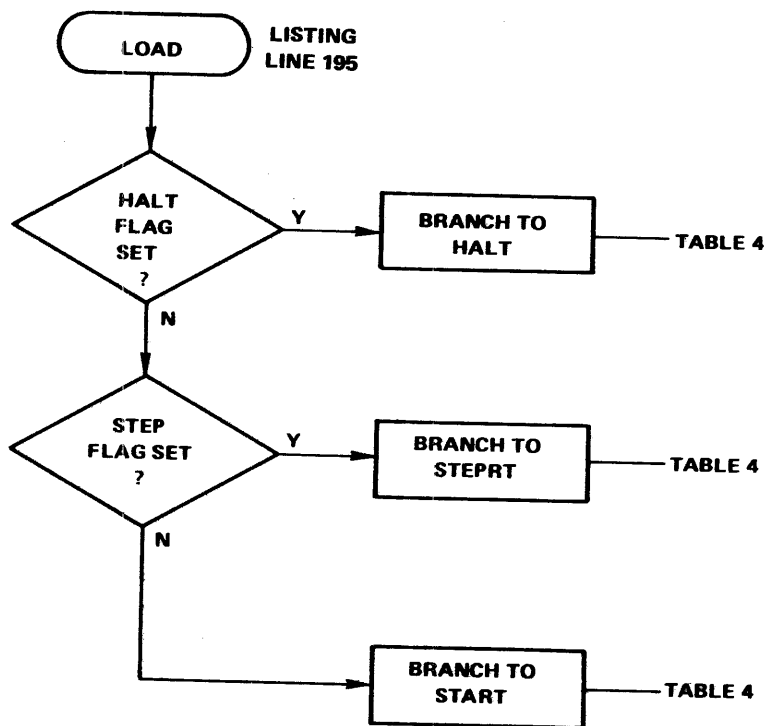 LOAD
LISTING
LINE 195
HALT
FLAG
SET
?
Y
BRANCH TO
HALT
TABLE 4
N
STEP
FLAG SET
?
Y
BRANCH TO
STEPRT
TABLE 4
N
BRANCH TO
START
TABLE 4